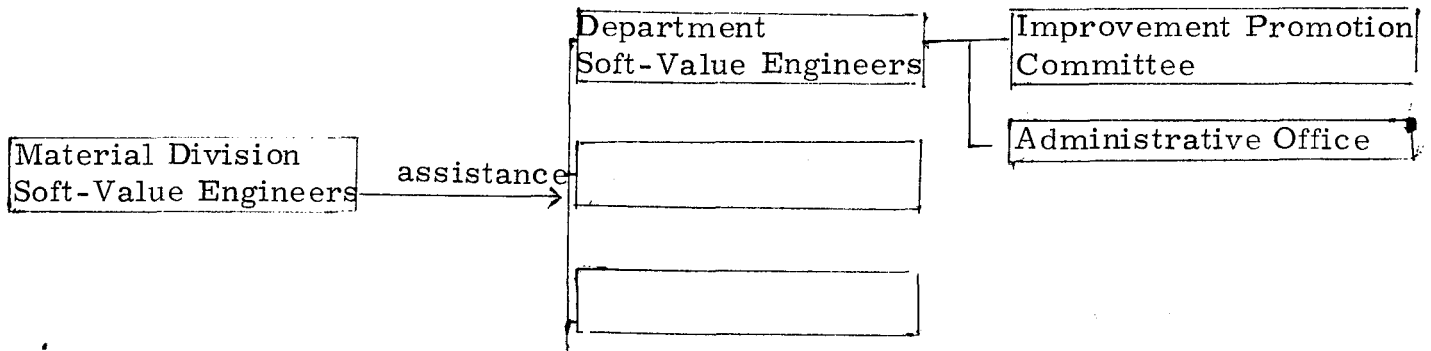 Department
Soft-Value Engineers
Improvement Promotion
Committee
Administrative Office
Material Division
Soft-Value Engineers
assistance